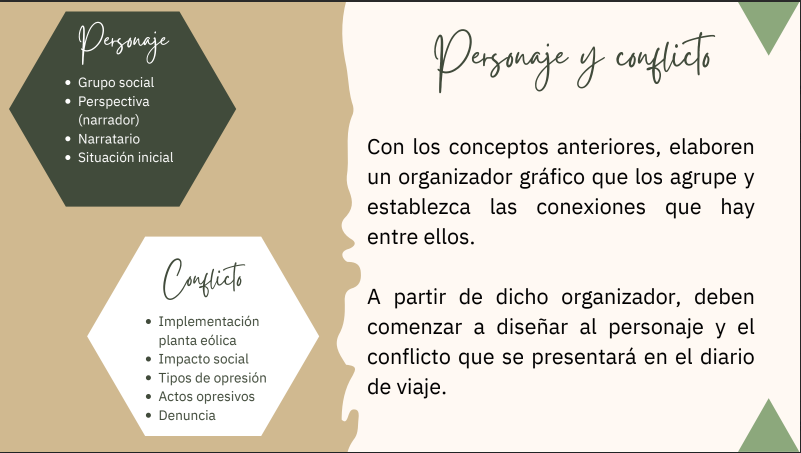 Personaje
• Grupo social
• Perspectiva
(narrador)
• Narratario
• Situación inicial
Conflicto
• Implementación
planta eólica
• Impacto social
• Tipos de opresión
• Actos opresivos
• Denuncia
Personaje y conflicto
Con los conceptos anteriores, elaboren
un organizador gráfico que los agrupe y
establezca las conexiones que hay
entre ellos.
A partir de dicho organizador, deben
comenzar a diseñar al personaje y el
conflicto que se presentará en el diario
de viaje.